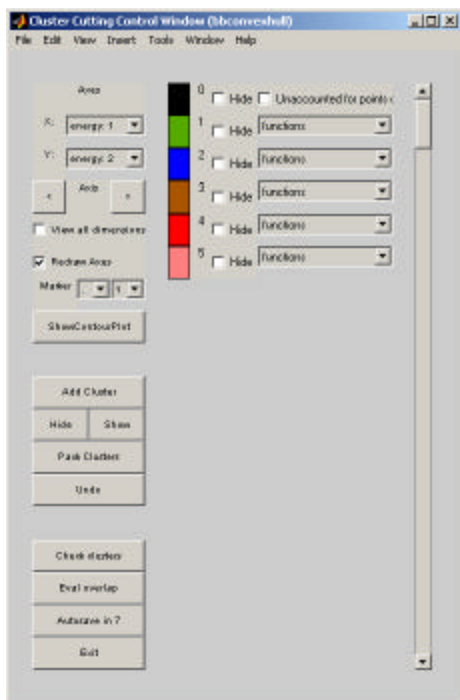 Cluster Cutting Control Window (bbconvexhull)
File Edit View Insert Tools Window Help
Axes
X: energy: 1
Y: energy: 2
< Axis >
View all dimensions
Redraw Axes
Marker . 1
ShowContourPlot
Add Cluster
Hide Show
Pack Clusters
Undo
Check clusters
Eval overlap
Autosave in 7
Exit
0 Hide Unaccounted for points
1 Hide functions
2 Hide functions
3 Hide functions
4 Hide functions
5 Hide functions